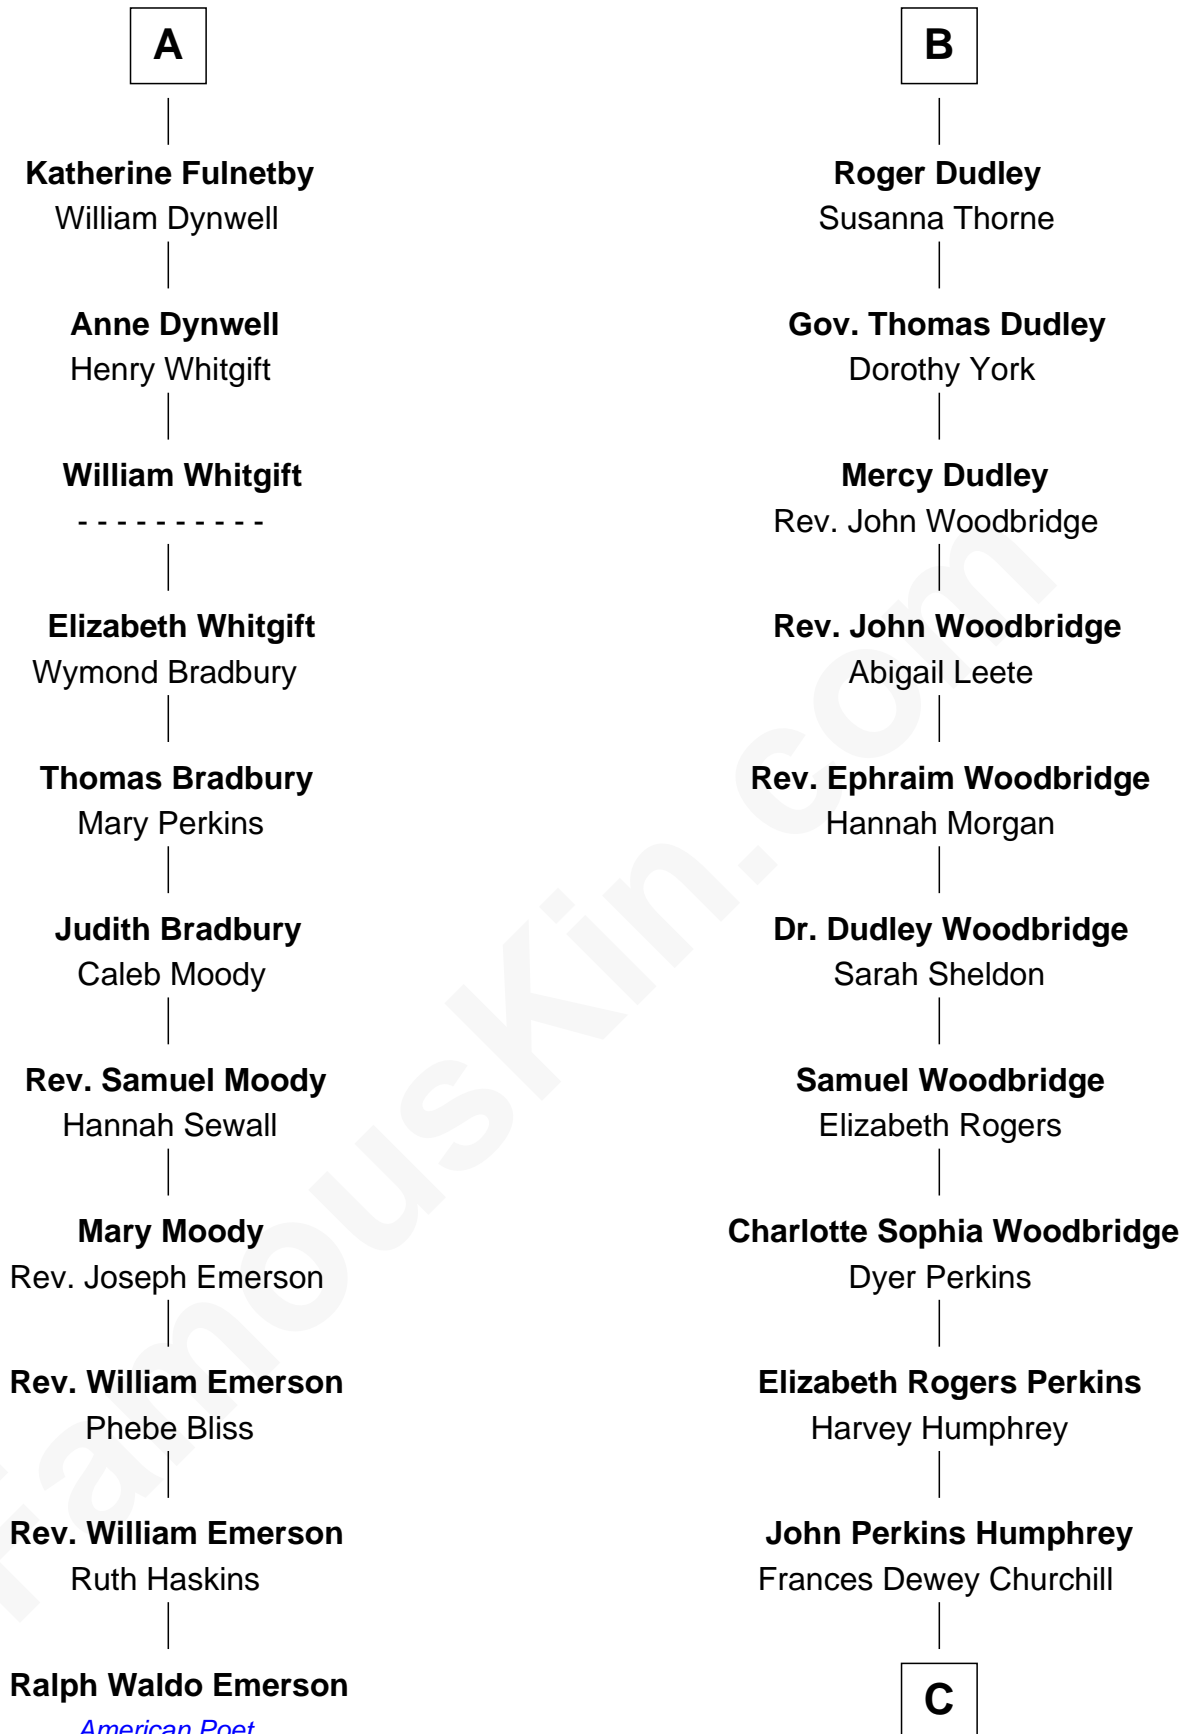 A
Katherine Fulnetby
William Dynwell
Anne Dynwell
Henry Whitgift
William Whitgift
- - - - - - - - - -
Elizabeth Whitgift
Wymond Bradbury
Thomas Bradbury
Mary Perkins
Judith Bradbury
Caleb Moody
Rev. Samuel Moody
Hannah Sewall
Mary Moody
Rev. Joseph Emerson
Rev. William Emerson
Phebe Bliss
Rev. William Emerson
Ruth Haskins
Ralph Waldo Emerson
American Poet
B
Roger Dudley
Susanna Thorne
Gov. Thomas Dudley
Dorothy York
Mercy Dudley
Rev. John Woodbridge
Rev. John Woodbridge
Abigail Leete
Rev. Ephraim Woodbridge
Hannah Morgan
Dr. Dudley Woodbridge
Sarah Sheldon
Samuel Woodbridge
Elizabeth Rogers
Charlotte Sophia Woodbridge
Dyer Perkins
Elizabeth Rogers Perkins
Harvey Humphrey
John Perkins Humphrey
Frances Dewey Churchill
C
FamousKin.com